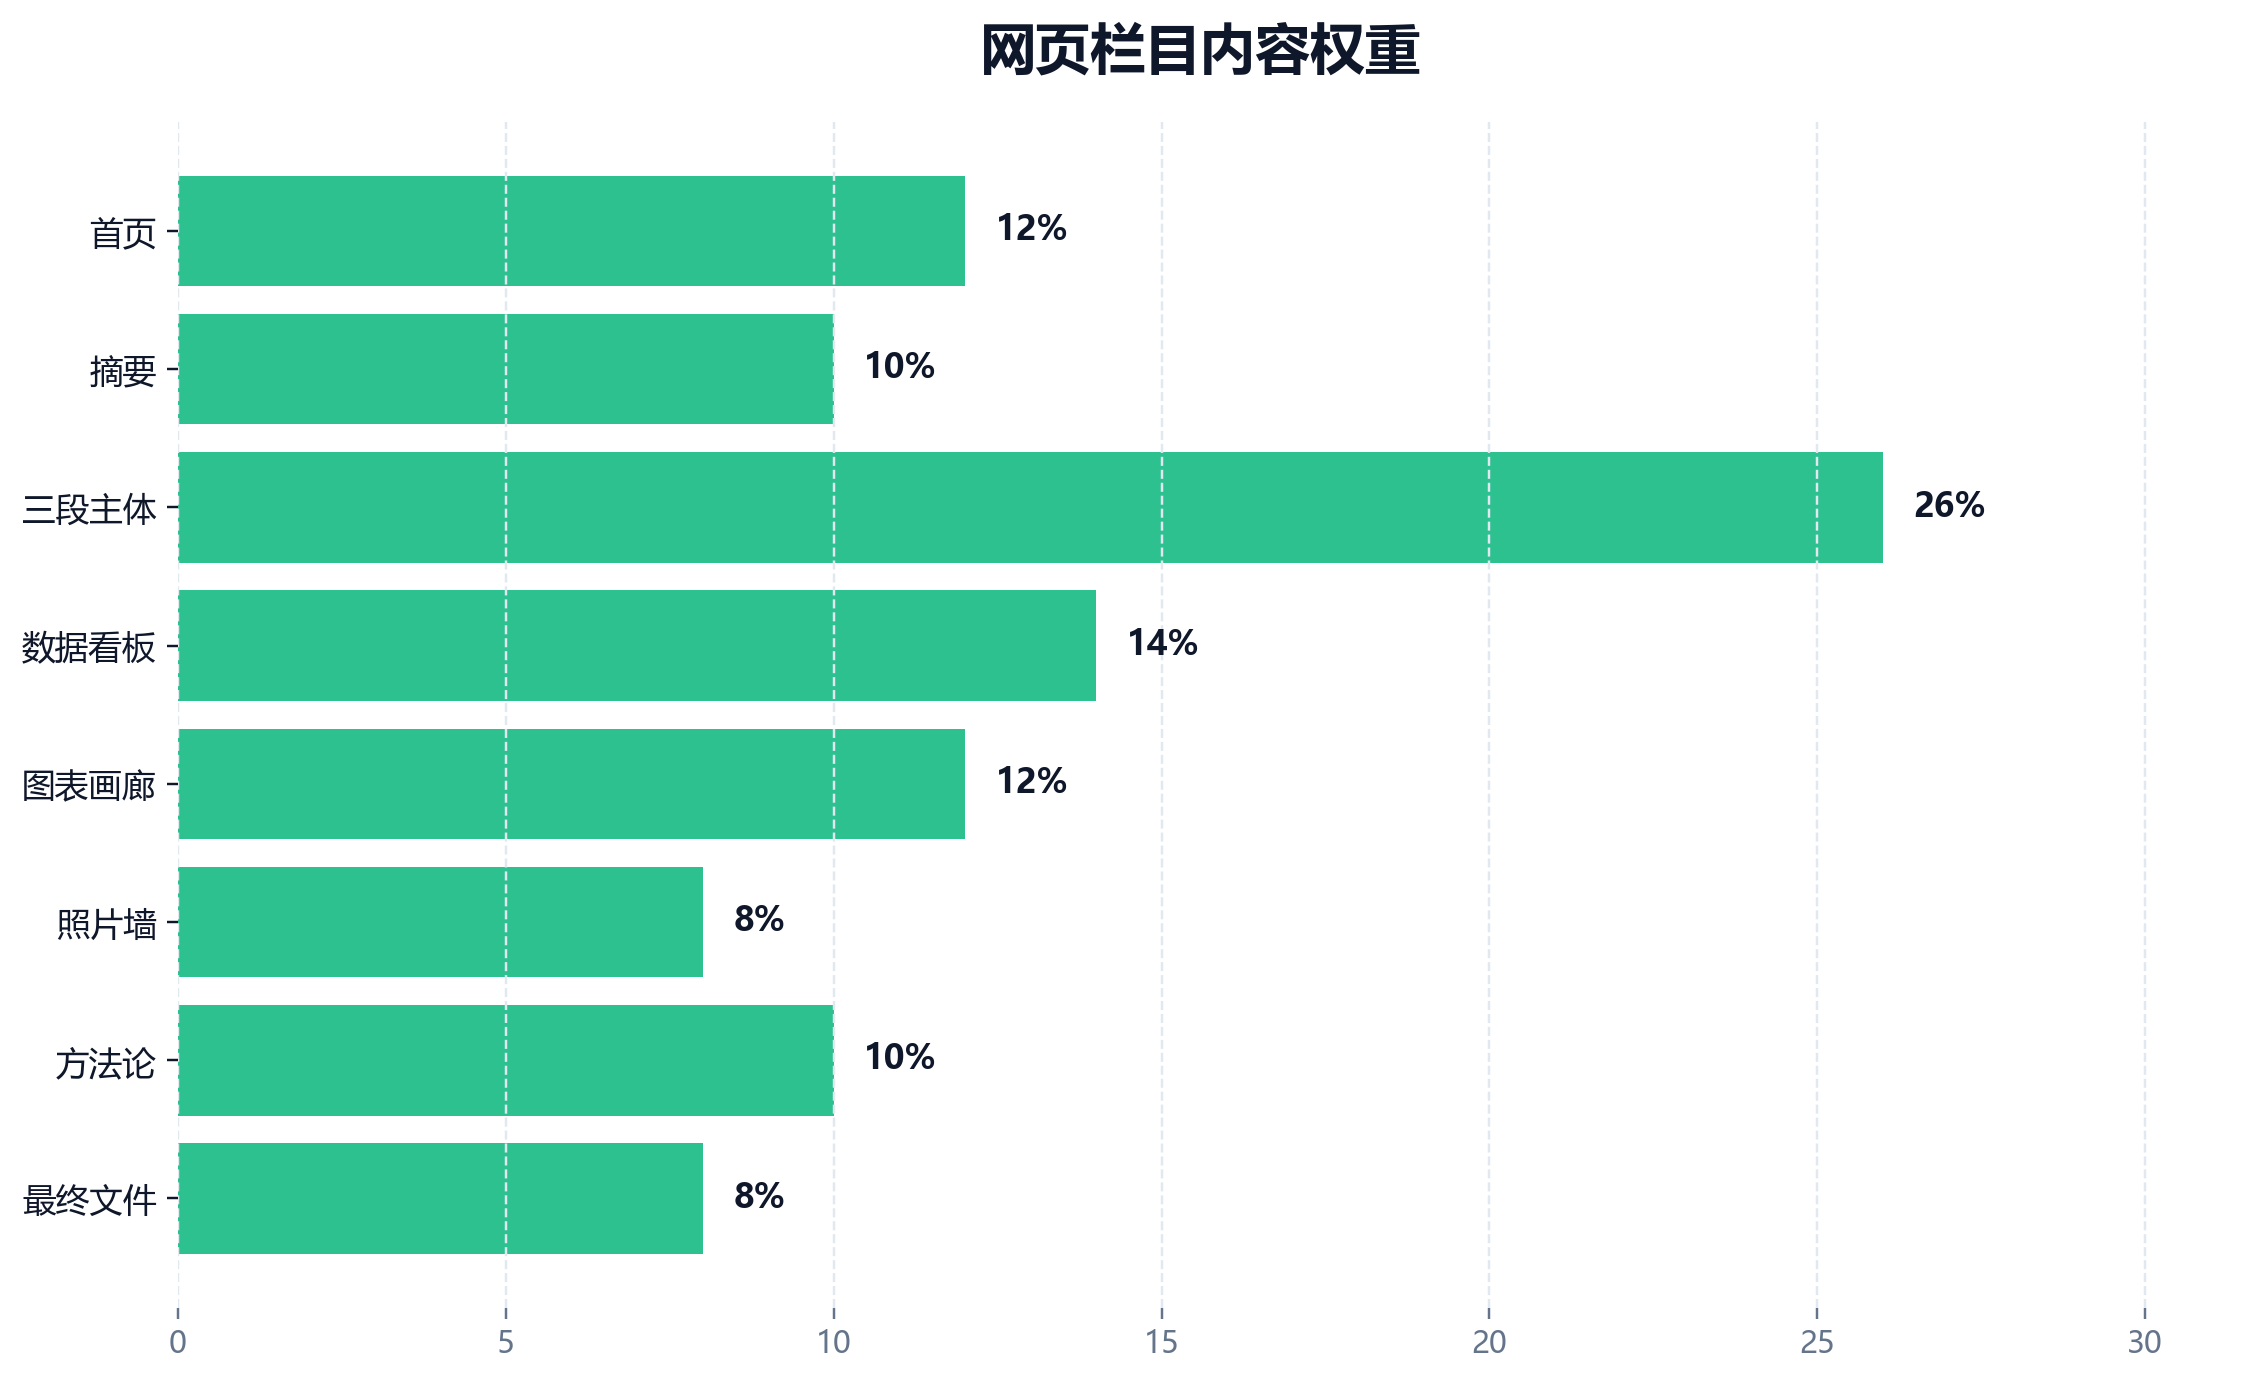 网页栏目内容权重
首页 12%
摘要 10%
三段主体 26%
数据看板 14%
图表画廊 12%
照片墙 8%
方法论 10%
最终文件 8%
0 5 10 15 20 25 30